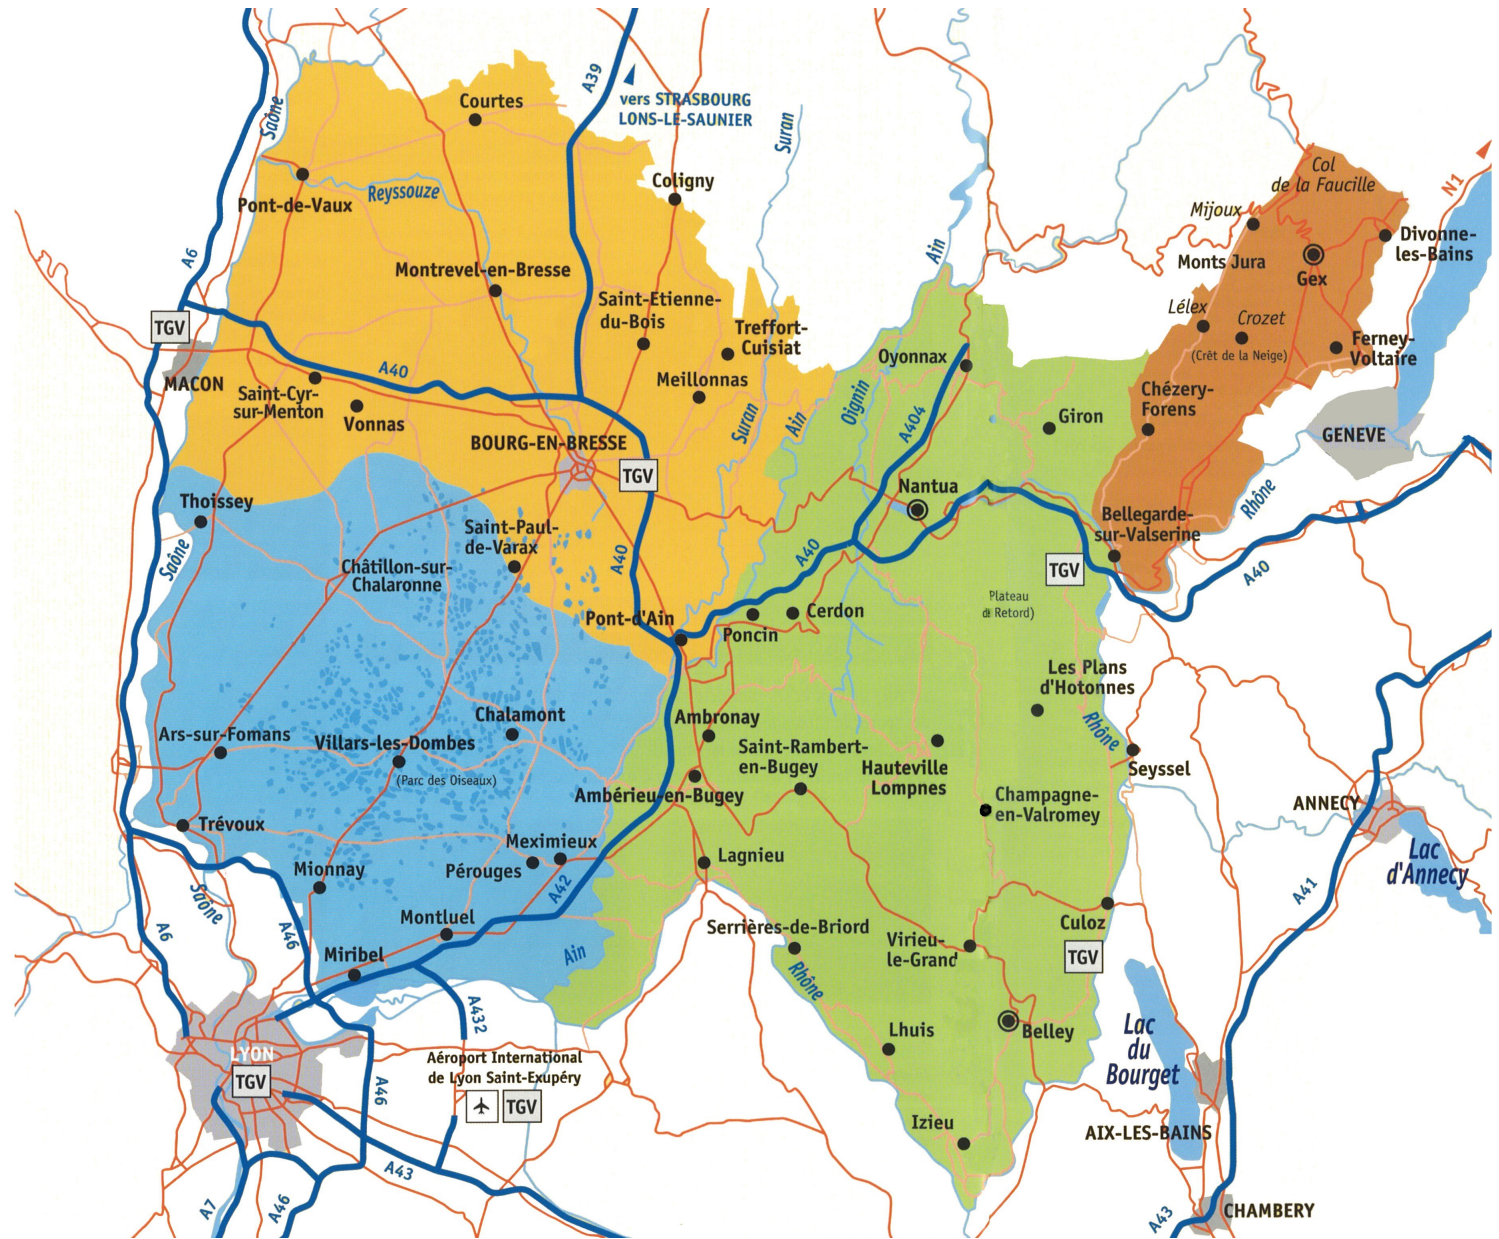 A39
vers STRASBOURG
LONS-LE-SAUNIER
Saône
Courtes
Suran
Col
de la Faucille
N1
Pont-de-Vaux
Reyssouze
Coligny
Mijoux
Divonne-
les-Bains
A6
Ain
Monts Jura
Gex
Montrevel-en-Bresse
Saint-Etienne-
du-Bois
Treffort-
Cuisiat
Lélex
Crozet
(Crêt de la Neige)
Ferney-
Voltaire
TGV
MACON
A40
Oyonnax
Meillonnas
Saint-Cyr-
sur-Menton
Vonnas
Chézery-
Forens
Oignin
A404
Giron
Suran
Ain
BOURG-EN-BRESSE
TGV
GENEVE
Thoissey
Nantua
Rhône
Saint-Paul-
de-Varax
Bellegarde-
sur-Valserine
Saône
Châtillon-sur-
Chalaronne
A40
A40
TGV
A40
Plateau
de Retord)
Pont-d'Ain
Poncin
Cerdon
Les Plans
d'Hotonnes
Ars-sur-Fomans
Villars-les-Dombes
(Parc des Oiseaux)
Chalamont
Ambronay
Rhône
Saint-Rambert-
en-Bugey
Hauteville
Lompnes
Seyssel
Ambérieu-en-Bugey
Champagne-
en-Valromey
ANNECY
Trévoux
Meximieux
Pérouges
Lagnieu
Lac
d'Annecy
Mionnay
Saône
A42
A41
Montluel
Culoz
A6
A46
Serrières-de-Briord
Virieu-
le-Grand
Miribel
Ain
TGV
Rhône
A432
Lhuis
Belley
Lac
du
Bourget
LYON
TGV
Aéroport International
de Lyon Saint-Exupéry
TGV
A46
Izieu
AIX-LES-BAINS
A43
A7
A46
A43
CHAMBERY